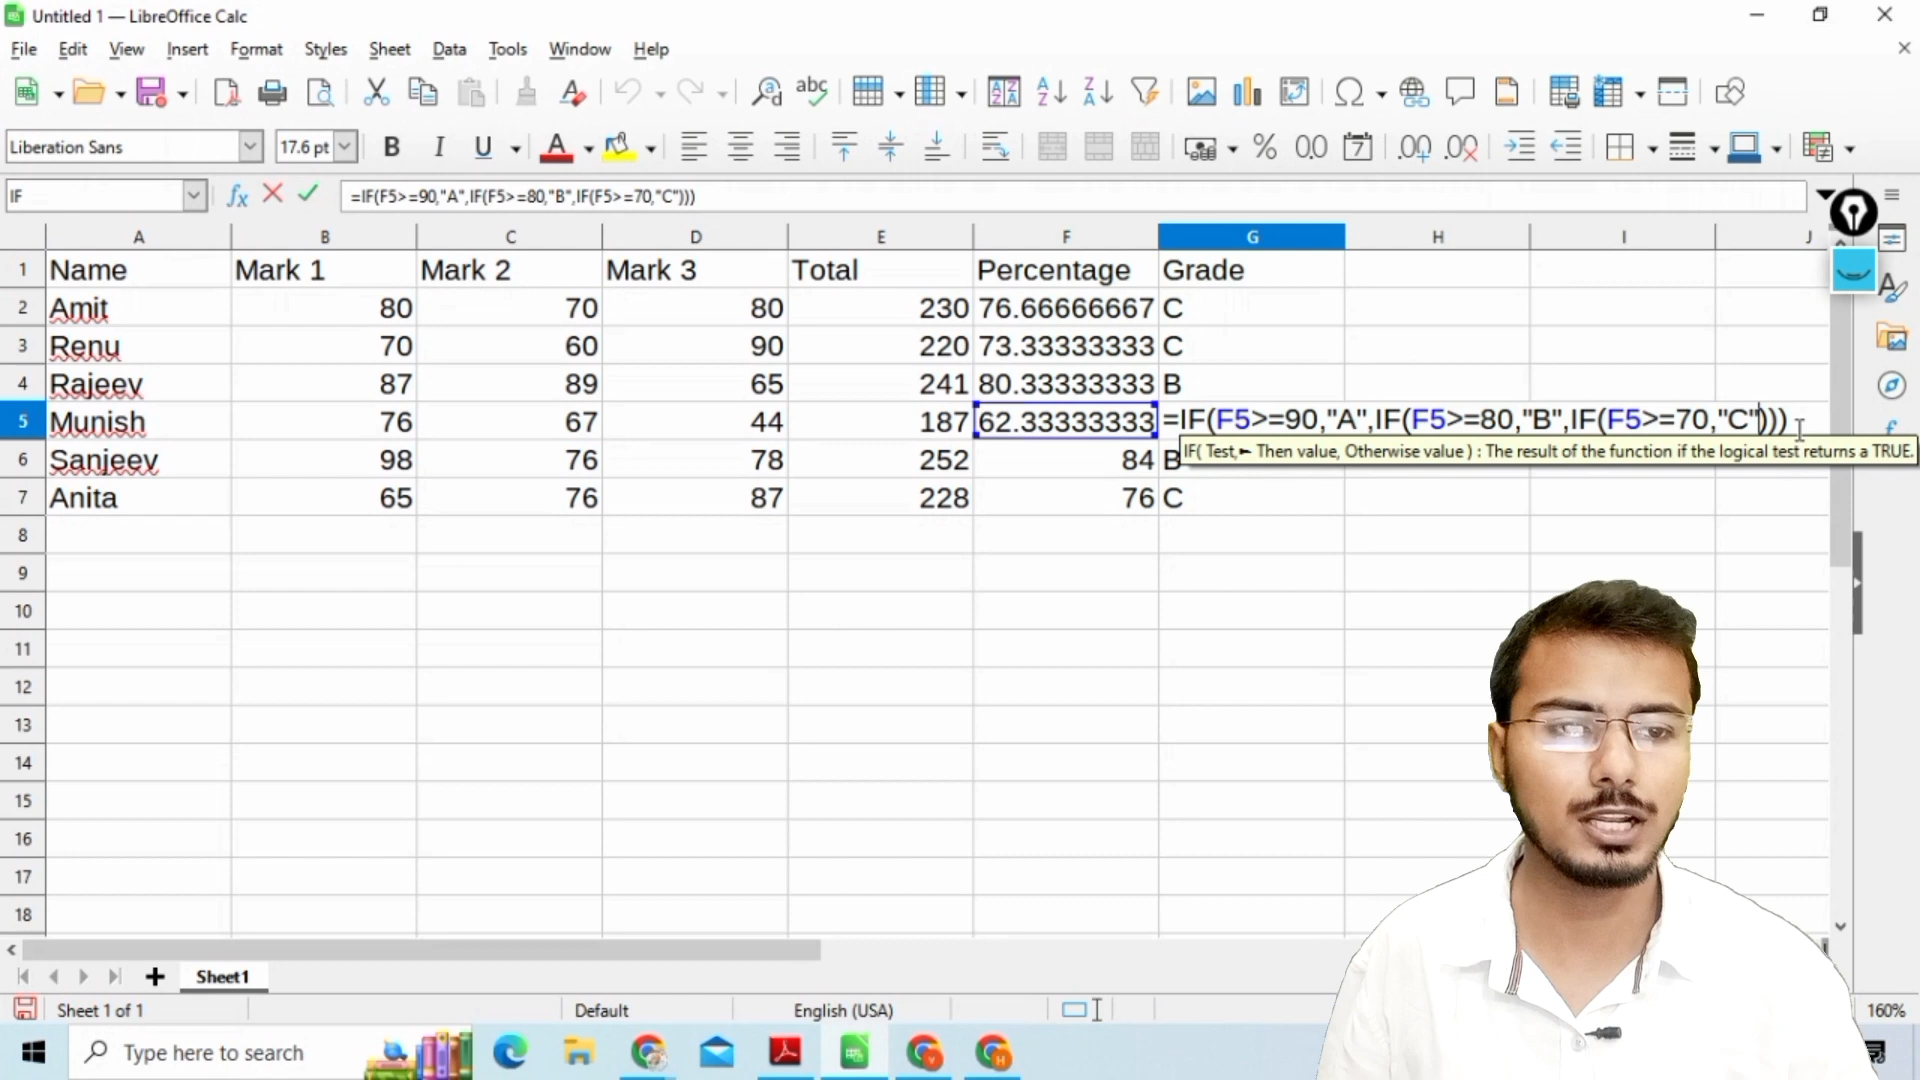 Untitled 1 — LibreOffice Calc
File Edit View Insert Format Styles Sheet Data Tools Window Help
Liberation Sans 17.6 pt
IF =IF(F5>=90,"A",IF(F5>=80,"B",IF(F5>=70,"C")))
A B C D E F G H I J
1 Name Mark 1 Mark 2 Mark 3 Total Percentage Grade
2 Amit 80 70 80 230 76.66666667 C
3 Renu 70 60 90 220 73.33333333 C
4 Rajeev 87 89 65 241 80.33333333 B
5 Munish 76 67 44 187 62.33333333 =IF(F5>=90,"A",IF(F5>=80,"B",IF(F5>=70,"C")))
IF( Test,► Then value, Otherwise value ) : The result of the function if the logical test returns a TRUE.
6 Sanjeev 98 76 78 252 84 B
7 Anita 65 76 87 228 76 C
8
9
10
11
12
13
14
15
16
17
18
Sheet1
Sheet 1 of 1 Default English (USA) 160%
Type here to search